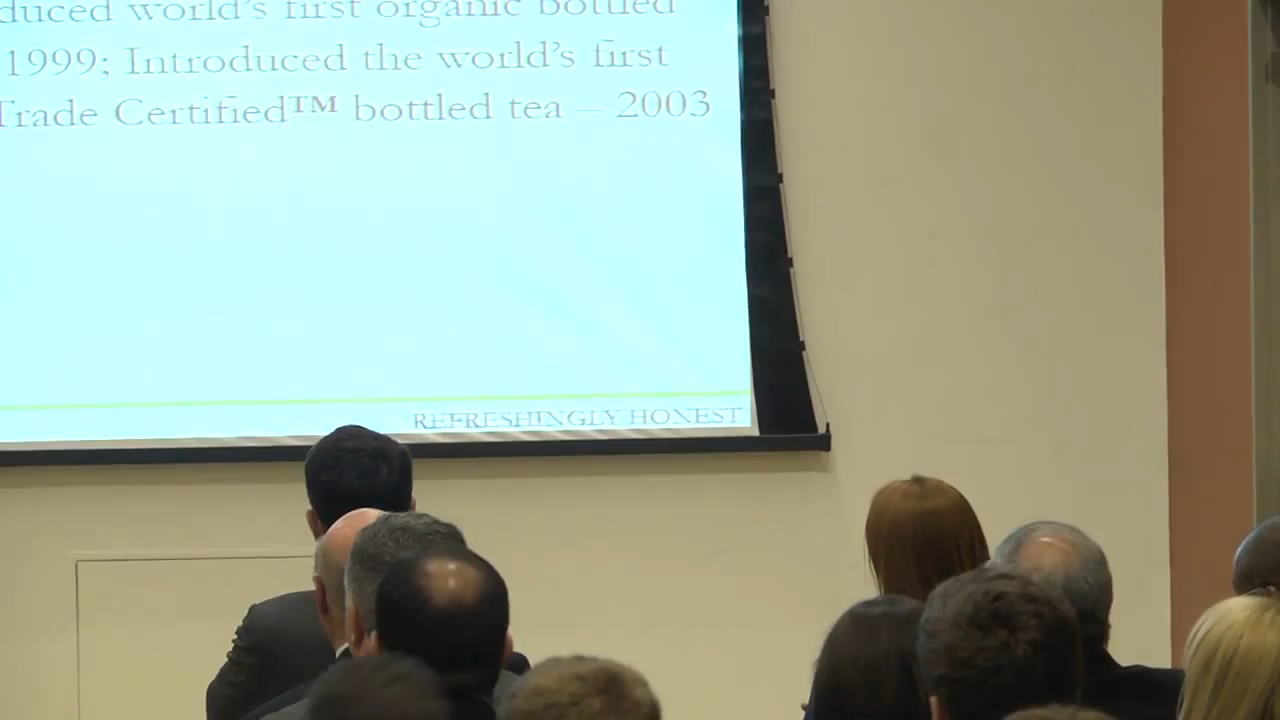 duced world's first organic bottled
1999; Introduced the world's first
Trade Certified™ bottled tea – 2003
REFRESHINGLY HONEST